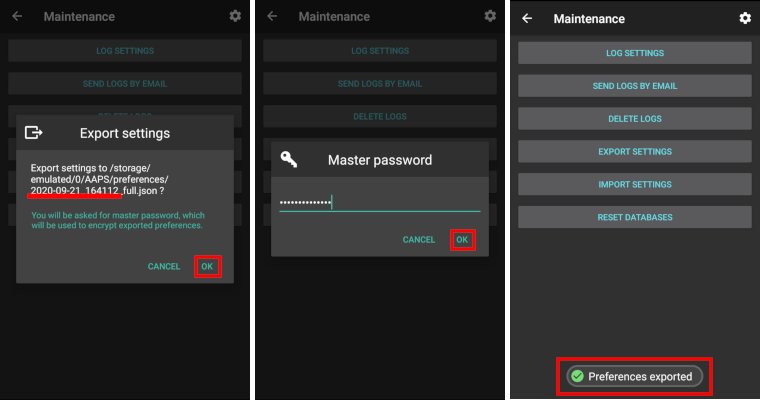 Maintenance
LOG SETTINGS
SEND LOGS BY EMAIL
DELETE LOGS
Export settings
Export settings to /storage/
emulated/0/AAPS/preferences/
2020-09-21_164112_full.json ?
You will be asked for master password, which
will be used to encrypt exported preferences.
CANCEL
OK
Maintenance
LOG SETTINGS
SEND LOGS BY EMAIL
DELETE LOGS
Master password
••••••••••••••
CANCEL
OK
Maintenance
LOG SETTINGS
SEND LOGS BY EMAIL
DELETE LOGS
EXPORT SETTINGS
IMPORT SETTINGS
RESET DATABASES
Preferences exported